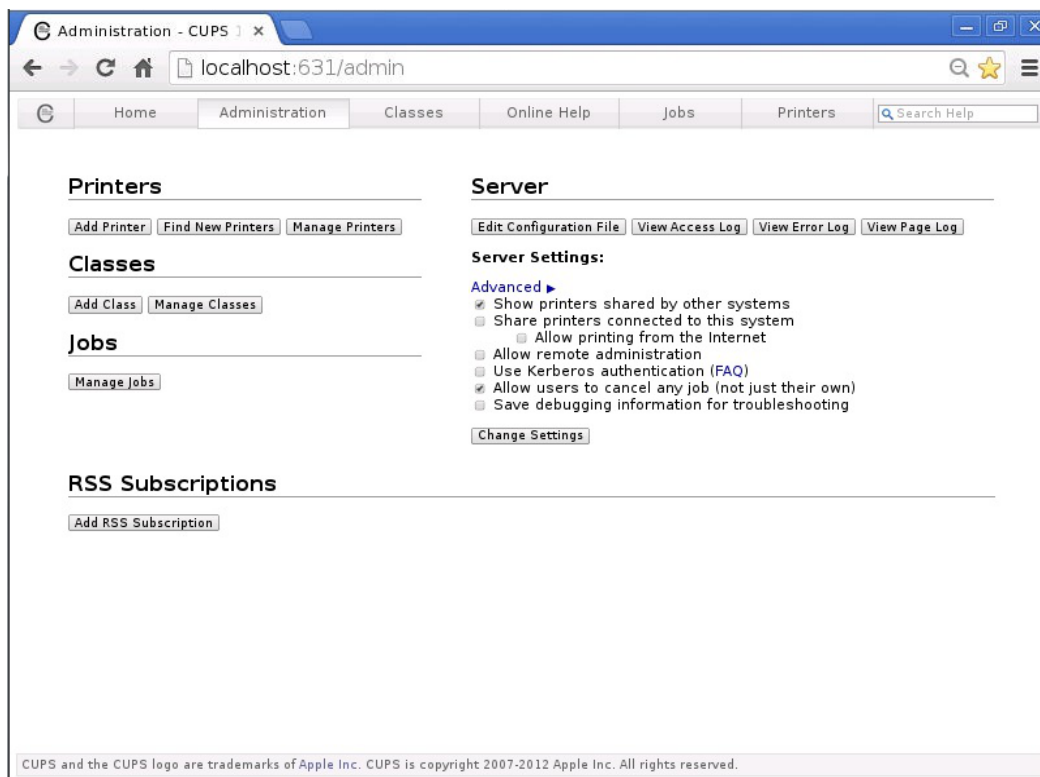 Administration - CUPS 1
localhost:631/admin
Home Administration Classes Online Help Jobs Printers Search Help
Printers
Add Printer Find New Printers Manage Printers
Classes
Add Class Manage Classes
Jobs
Manage Jobs
Server
Edit Configuration File View Access Log View Error Log View Page Log
Server Settings:
Advanced ▶
Show printers shared by other systems
Share printers connected to this system
Allow printing from the Internet
Allow remote administration
Use Kerberos authentication (FAQ)
Allow users to cancel any job (not just their own)
Save debugging information for troubleshooting
Change Settings
RSS Subscriptions
Add RSS Subscription
CUPS and the CUPS logo are trademarks of Apple Inc. CUPS is copyright 2007-2012 Apple Inc. All rights reserved.